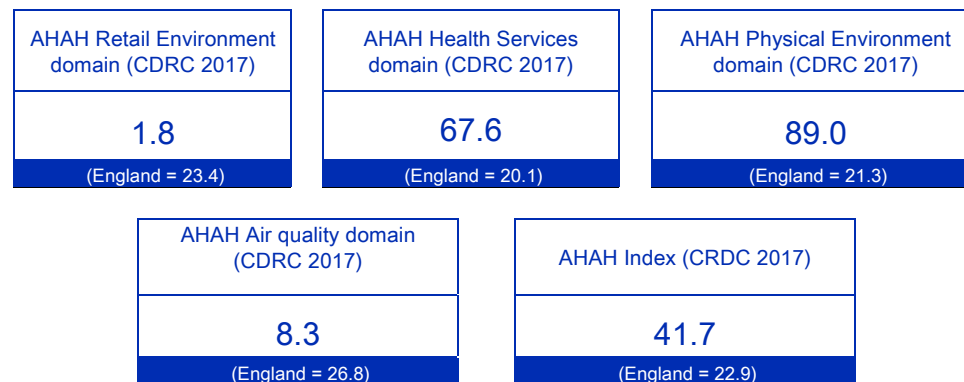 AHAH Retail Environment
domain (CDRC 2017)
1.8
(England = 23.4)
AHAH Health Services
domain (CDRC 2017)
67.6
(England = 20.1)
AHAH Physical Environment
domain (CDRC 2017)
89.0
(England = 21.3)
AHAH Air quality domain
(CDRC 2017)
8.3
(England = 26.8)
AHAH Index (CRDC 2017)
41.7
(England = 22.9)